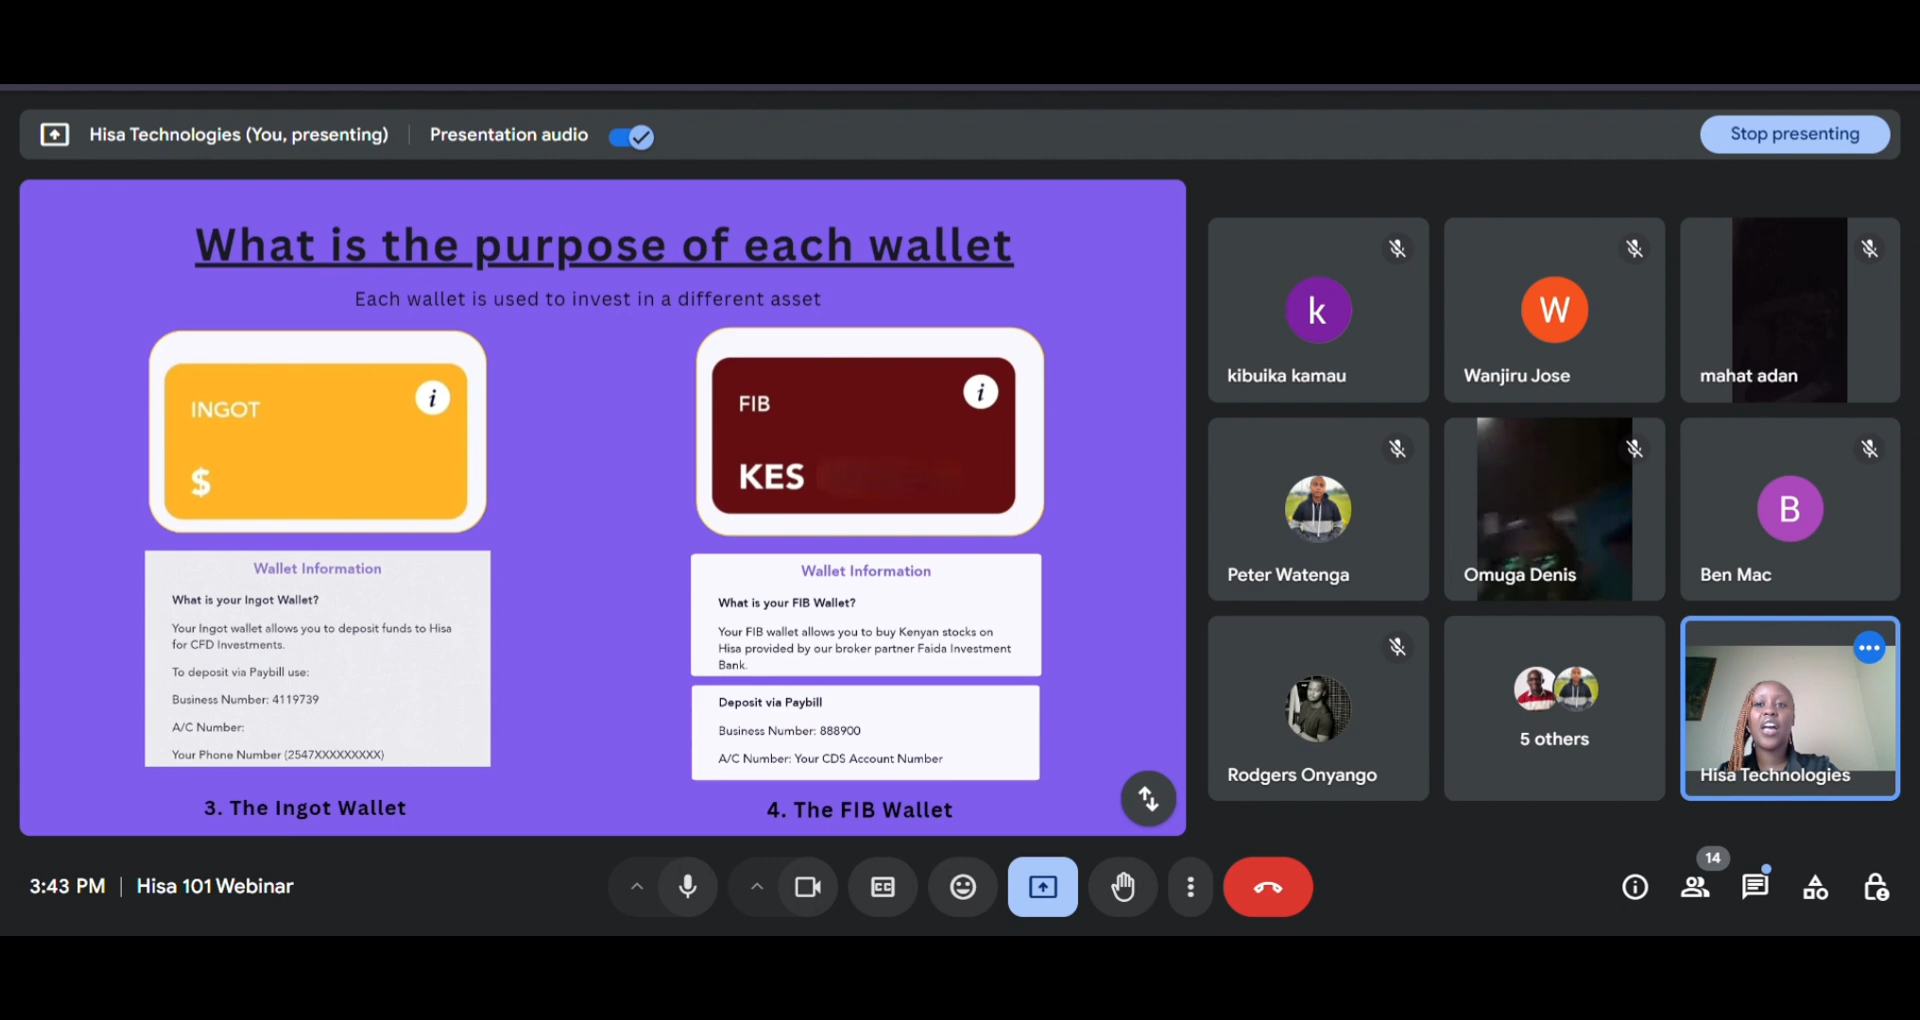 Hisa Technologies (You, presenting)
Presentation audio
Stop presenting
What is the purpose of each wallet
Each wallet is used to invest in a different asset
INGOT
i
$
FIB
i
KES
Wallet Information
What is your Ingot Wallet?
Your Ingot wallet allows you to deposit funds to Hisa
for CFD Investments.
To deposit via Paybill use:
Business Number: 4119739
A/C Number:
Your Phone Number (2547XXXXXXXXX)
3. The Ingot Wallet
Wallet Information
What is your FIB Wallet?
Your FIB wallet allows you to buy Kenyan stocks on
Hisa provided by our broker partner Faida Investment
Bank.
Deposit via Paybill
Business Number: 888900
A/C Number: Your CDS Account Number
4. The FIB Wallet
k
kibuika kamau
W
Wanjiru Jose
mahat adan
Peter Watenga
Omuga Denis
B
Ben Mac
Rodgers Onyango
5 others
Hisa Technologies
3:43 PM
Hisa 101 Webinar
CC
14